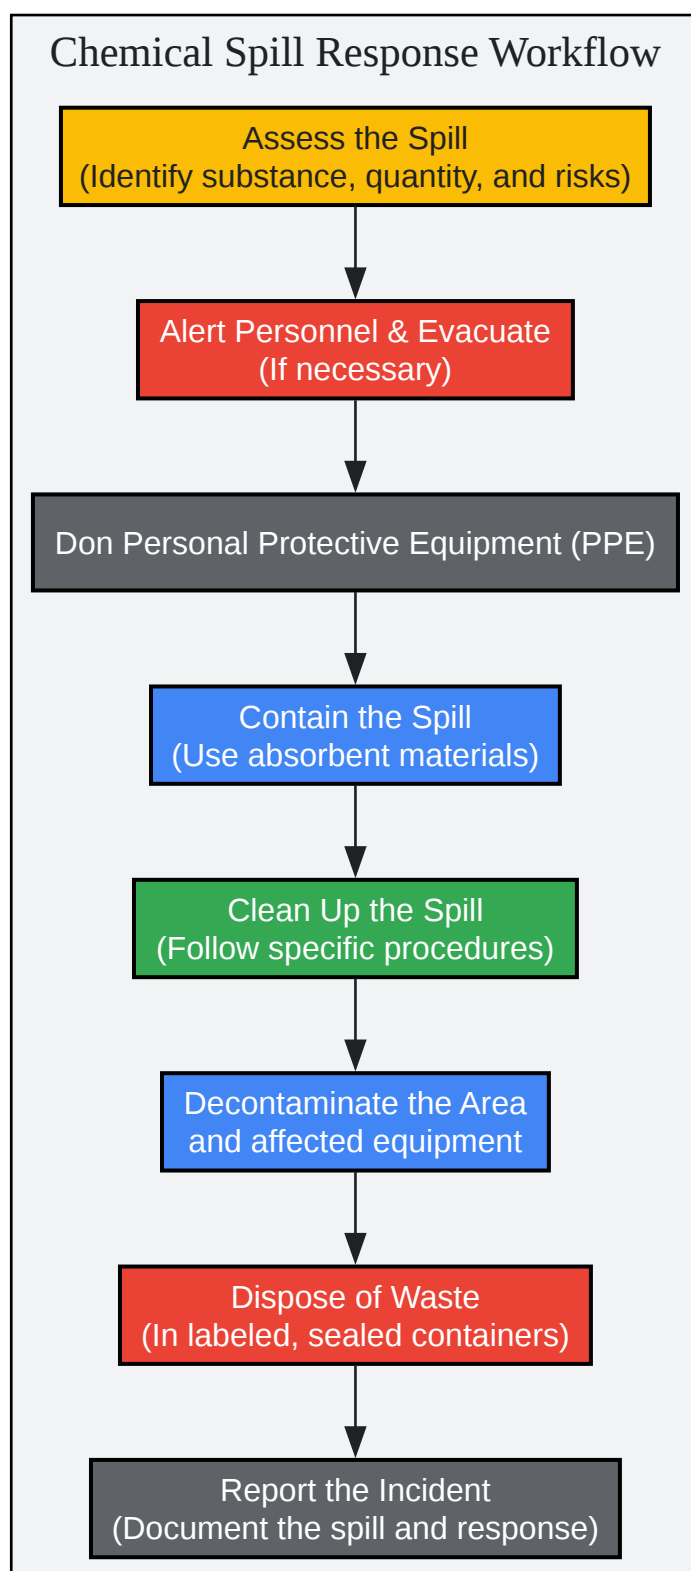 Chemical Spill Response Workflow
Assess the Spill
(Identify substance, quantity, and risks)
Alert Personnel & Evacuate
(If necessary)
Don Personal Protective Equipment (PPE)
Contain the Spill
(Use absorbent materials)
Clean Up the Spill
(Follow specific procedures)
Decontaminate the Area
and affected equipment
Dispose of Waste
(In labeled, sealed containers)
Report the Incident
(Document the spill and response)